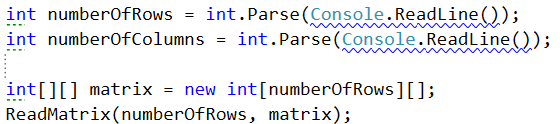 int numberOfRows = int.Parse(Console.ReadLine());
int numberOfColumns = int.Parse(Console.ReadLine());
int[][] matrix = new int[numberOfRows][];
ReadMatrix(numberOfRows, matrix);